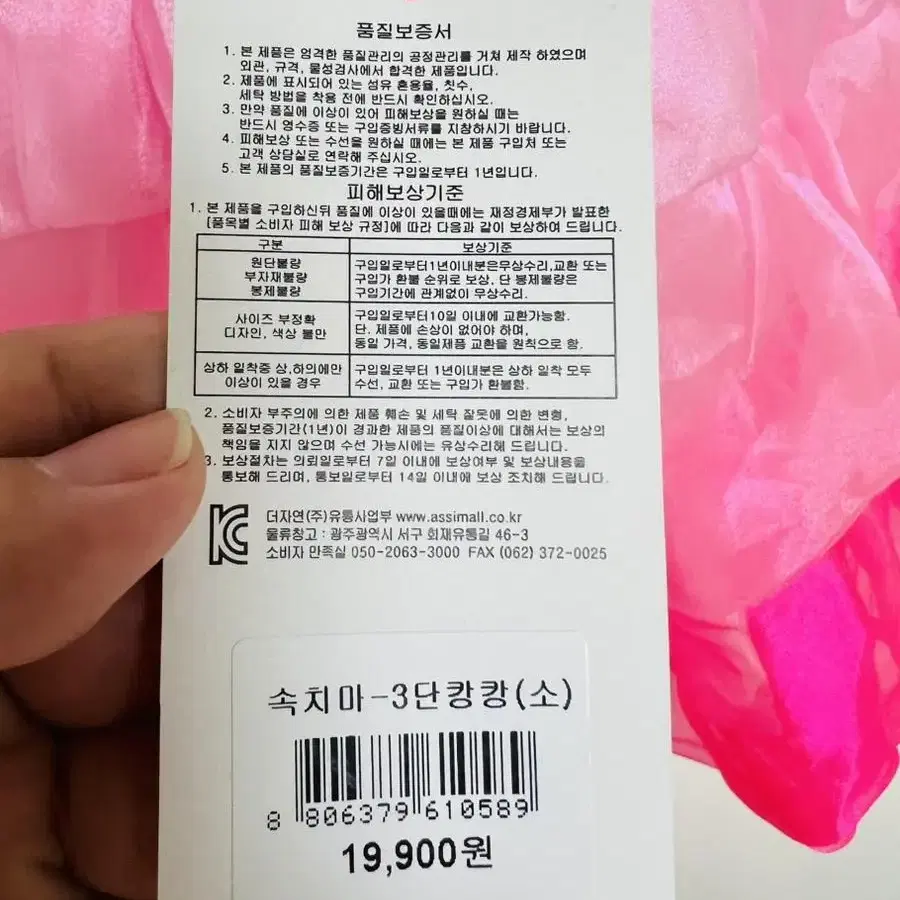 품질보증서
1. 본 제품은 엄격한 품질관리의 공정관리를 거쳐 제작 하였으며
외관, 규격, 물성검사에서 합격한 제품입니다.
2. 제품에 표시되어 있는 섬유 혼용율, 칫수,
세탁 방법을 착용 전에 반드시 확인하십시오.
3. 만약 품질에 이상이 있어 피해보상을 원하실 때는
반드시 영수증 또는 구입증빙서류를 지참하시기 바랍니다.
4. 피해보상 또는 수선을 원하실 때에는 본 제품 구입처 또는
고객 상담실로 연락해 주십시오.
5. 본 제품의 품질보증기간은 구입일로부터 1년입니다.
피해보상기준
1. 본 제품을 구입하신뒤 품질에 이상이 있을때에는 재정경제부가 발표한
[품목별 소비자 피해 보상 규정]에 따라 다음과 같이 보상하여 드립니다.
구분 보상기준
원단불량
부자재불량
봉제불량
구입일로부터1년이내분은무상수리,교환 또는
구입가 환불 순위로 보상, 단 봉제불량은
구입기간에 관계없이 무상수리.
사이즈 부정확
디자인, 색상 불만
구입일로부터10일 이내에 교환가능함.
단. 제품에 손상이 없어야 하며,
동일 가격, 동일제품 교환을 원칙으로 함.
상하 일착중 상,하의에만
이상이 있을 경우
구입일로부터 1년이내분은 상하 일착 모두
수선, 교환 또는 구입가 환불함.
2. 소비자 부주의에 의한 제품 훼손 및 세탁 잘못에 의한 변형,
품질보증기간(1년)이 경과한 제품의 품질이상에 대해서는 보상의
책임을 지지 않으며 수선 가능시에는 유상수리해 드립니다.
3. 보상절차는 의뢰일로부터 7일 이내에 보상여부 및 보상내용을
통보해 드리며, 통보일로부터 14일 이내에 보상 조치해 드립니다.
더자연(주)유통사업부 www.assimall.co.kr
물류창고 : 광주광역시 서구 회재유통길 46-3
소비자 만족실 050-2063-3000 FAX (062) 372-0025
속치마-3단캉캉(소)
8 806379 610589
19,900원